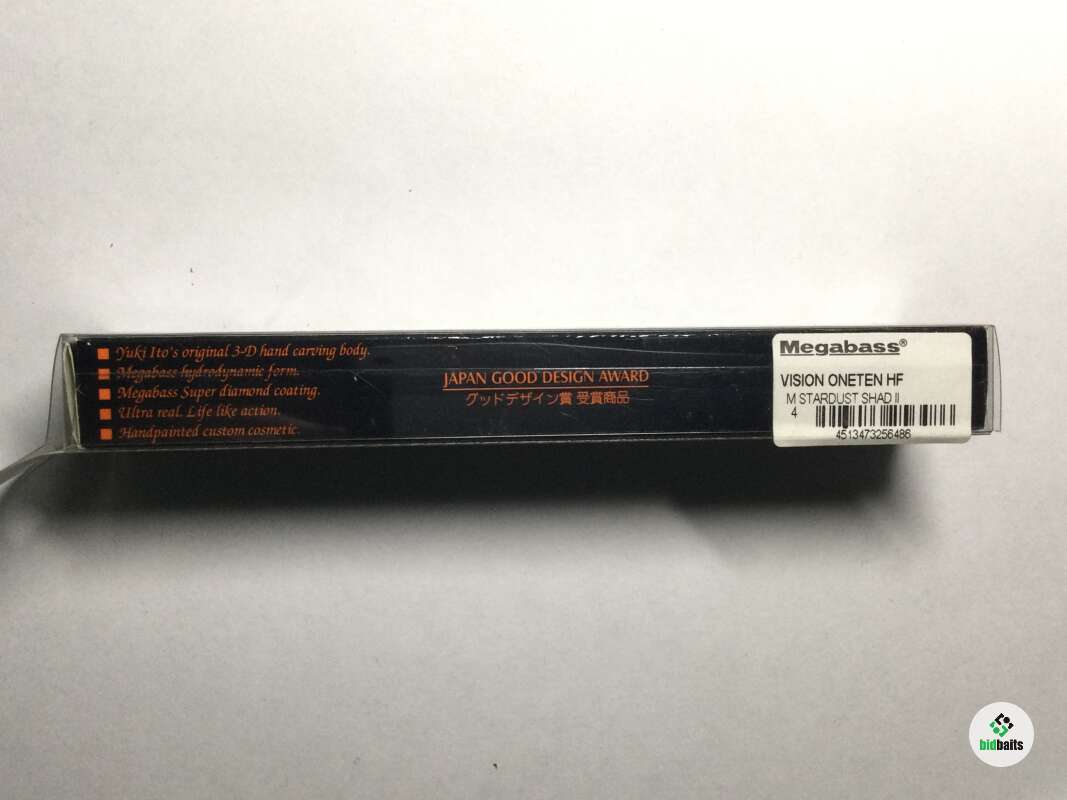 Yuki Ito's original 3-D hand carving body.
Megabass hydrodynamic form.
Megabass Super diamond coating.
Ultra real. Life like action.
Handpainted custom cosmetic.
JAPAN GOOD DESIGN AWARD
グッドデザイン賞 受賞商品
Megabass®
VISION ONETEN HF
M STARDUST SHAD II
4
4513473256486
bidbaits